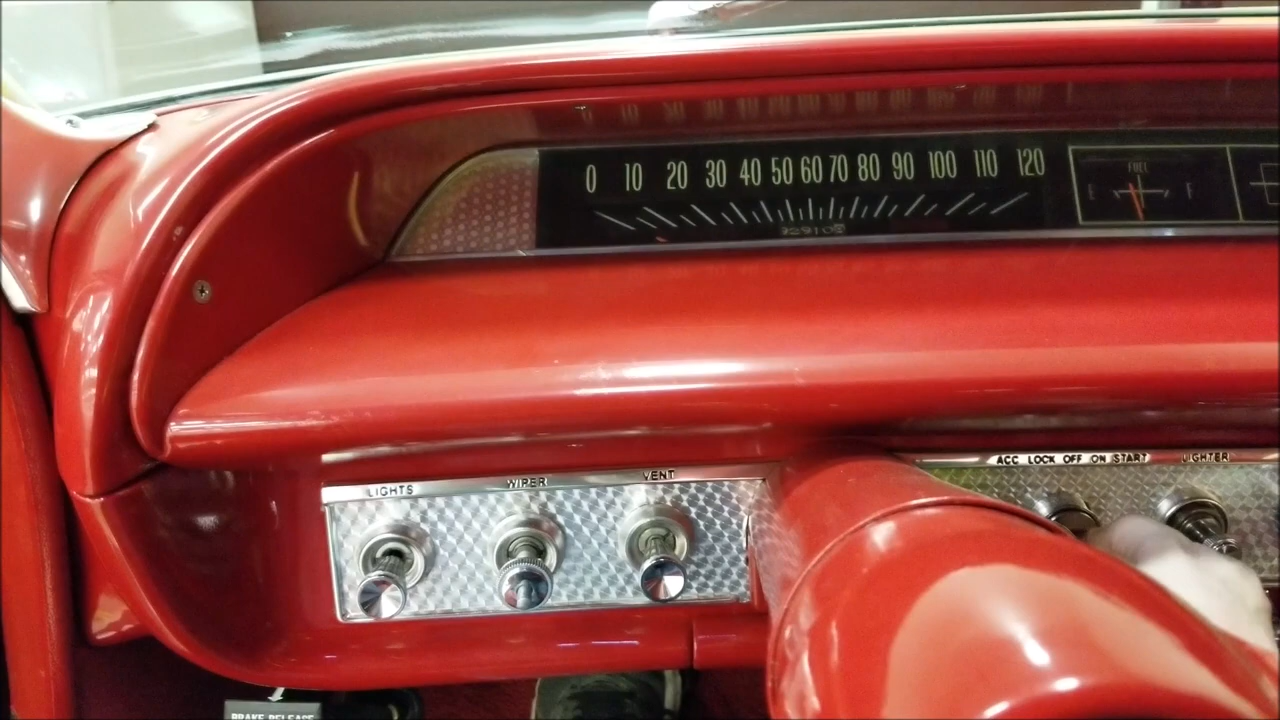 0 10 20 30 40 50 60 70 80 90 100 110 120
FUEL
E F
LIGHTS WIPER VENT
ACC LOCK OFF ON START LIGHTER
BRAKE RELEASE